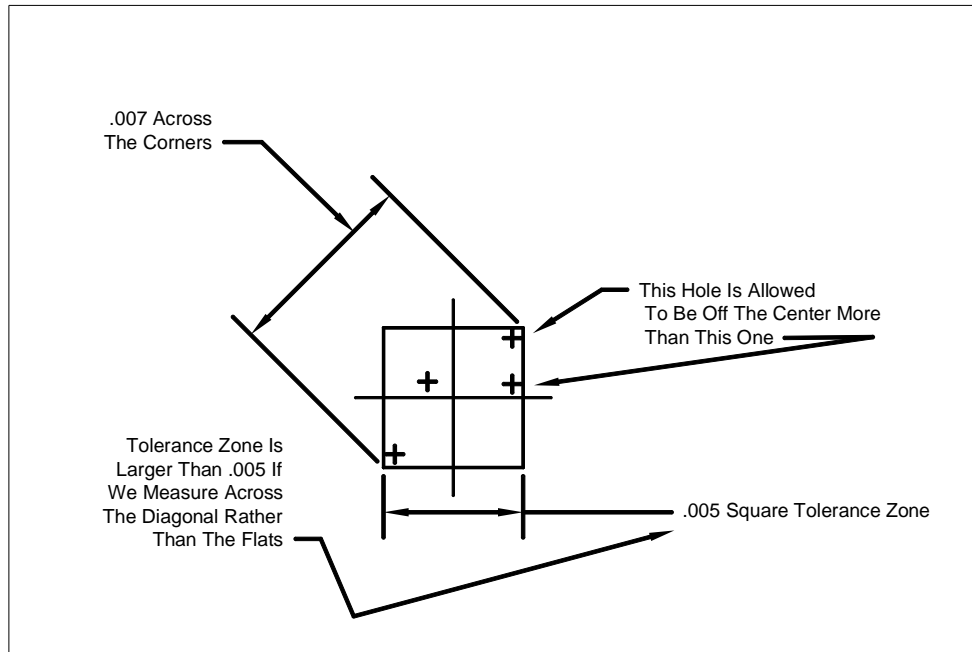 .007 Across
The Corners
This Hole Is Allowed
To Be Off The Center More
Than This One
Tolerance Zone Is
Larger Than .005 If
We Measure Across
The Diagonal Rather
Than The Flats
.005 Square Tolerance Zone